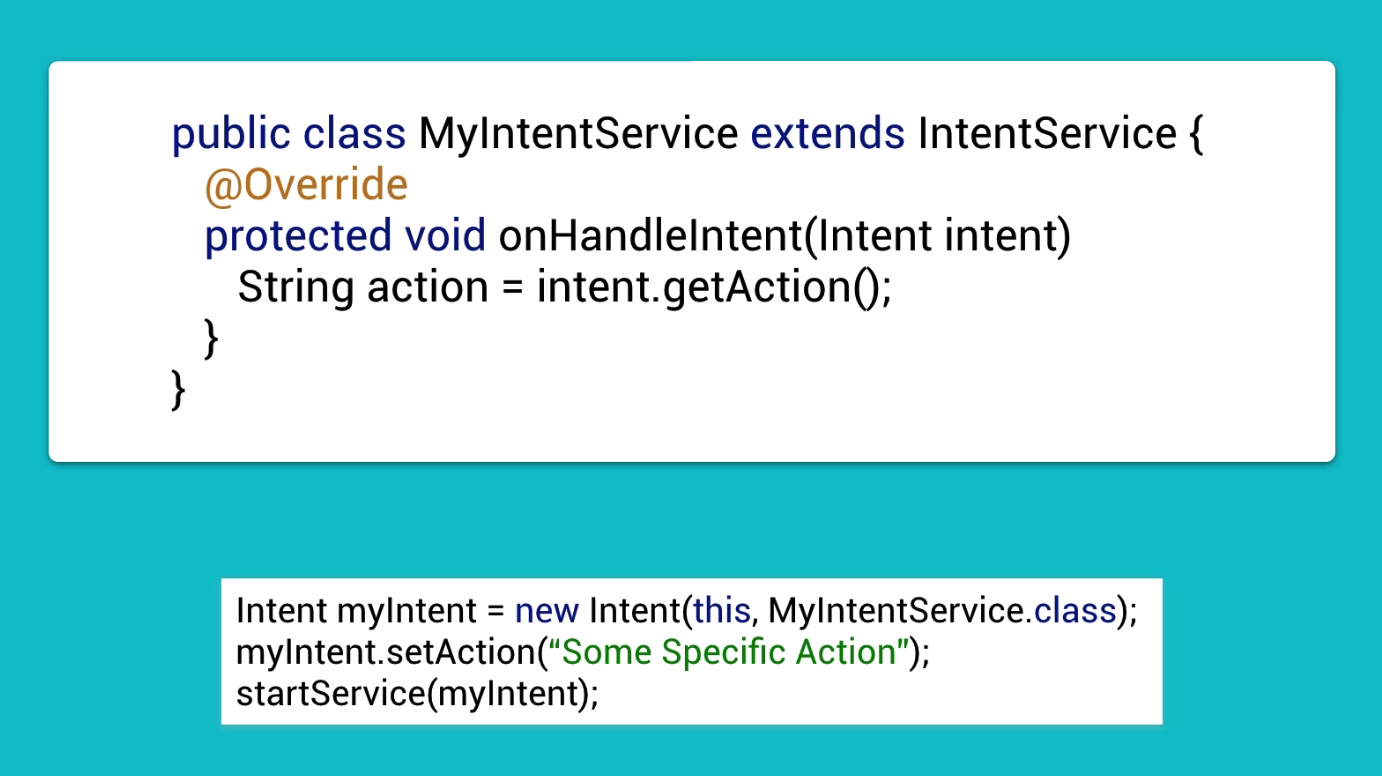 public class MyIntentService extends IntentService {
@Override
protected void onHandleIntent(Intent intent)
String action = intent.getAction();
}
}
Intent myIntent = new Intent(this, MyIntentService.class);
myIntent.setAction(“Some Specific Action”);
startService(myIntent);